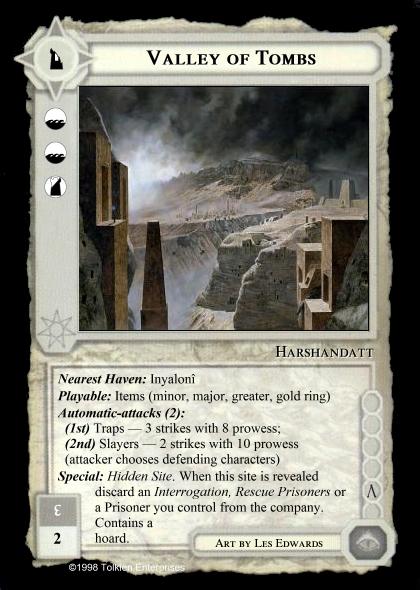 VALLEY OF TOMBS
HARSHANDATT
Nearest Haven: Inyalonî
Playable: Items (minor, major, greater, gold ring)
Automatic-attacks (2):
(1st) Traps — 3 strikes with 8 prowess;
(2nd) Slayers — 2 strikes with 10 prowess
(attacker chooses defending characters)
Special: Hidden Site. When this site is revealed
discard an Interrogation, Rescue Prisoners or
a Prisoner you control from the company.
Contains a
hoard.
ε
2
Λ
ART BY LES EDWARDS
©1998 Tolkien Enterprises